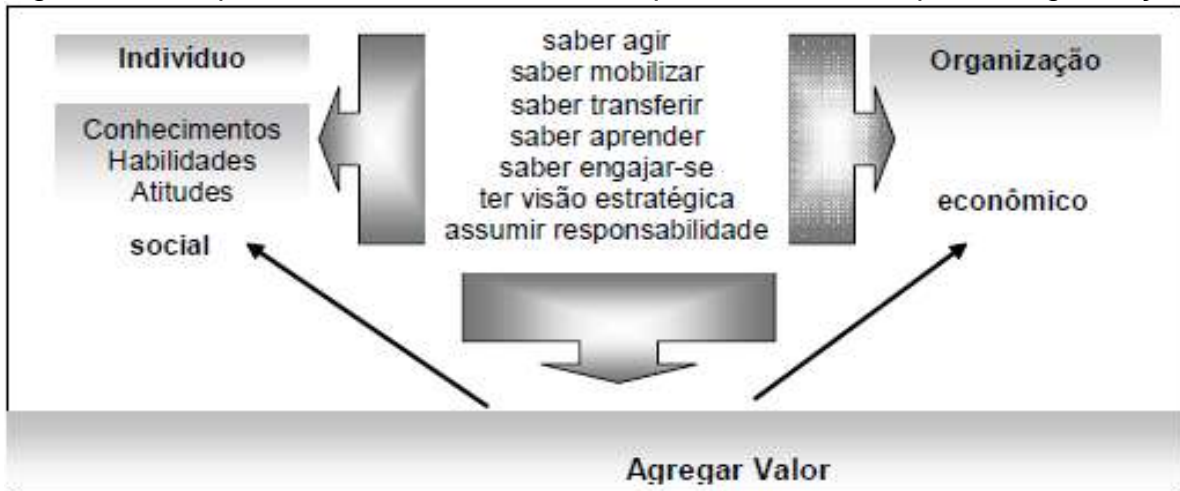 Indivíduo
Conhecimentos
Habilidades
Atitudes
social
saber agir
saber mobilizar
saber transferir
saber aprender
saber engajar-se
ter visão estratégica
assumir responsabilidade
Organização
econômico
Agregar Valor